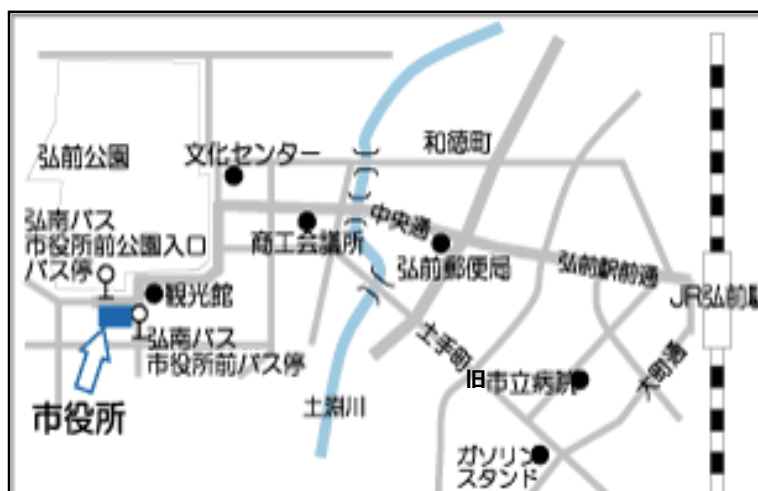 和徳町
弘前公園
文化センター
弘南バス
市役所前公園入口
バス停
商工会議所
中央通
弘前郵便局
弘前駅前通
JR弘前駅
観光館
弘南バス
市役所前バス停
市役所
土淵川
土手町
旧市立病院
大町通
ガソリン
スタンド